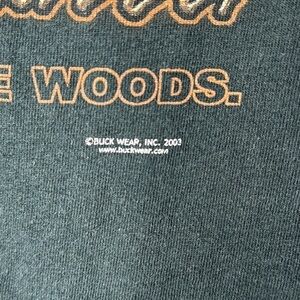 E WOODS.
©BUCK WEAR, INC. 2003
www.buckwear.com